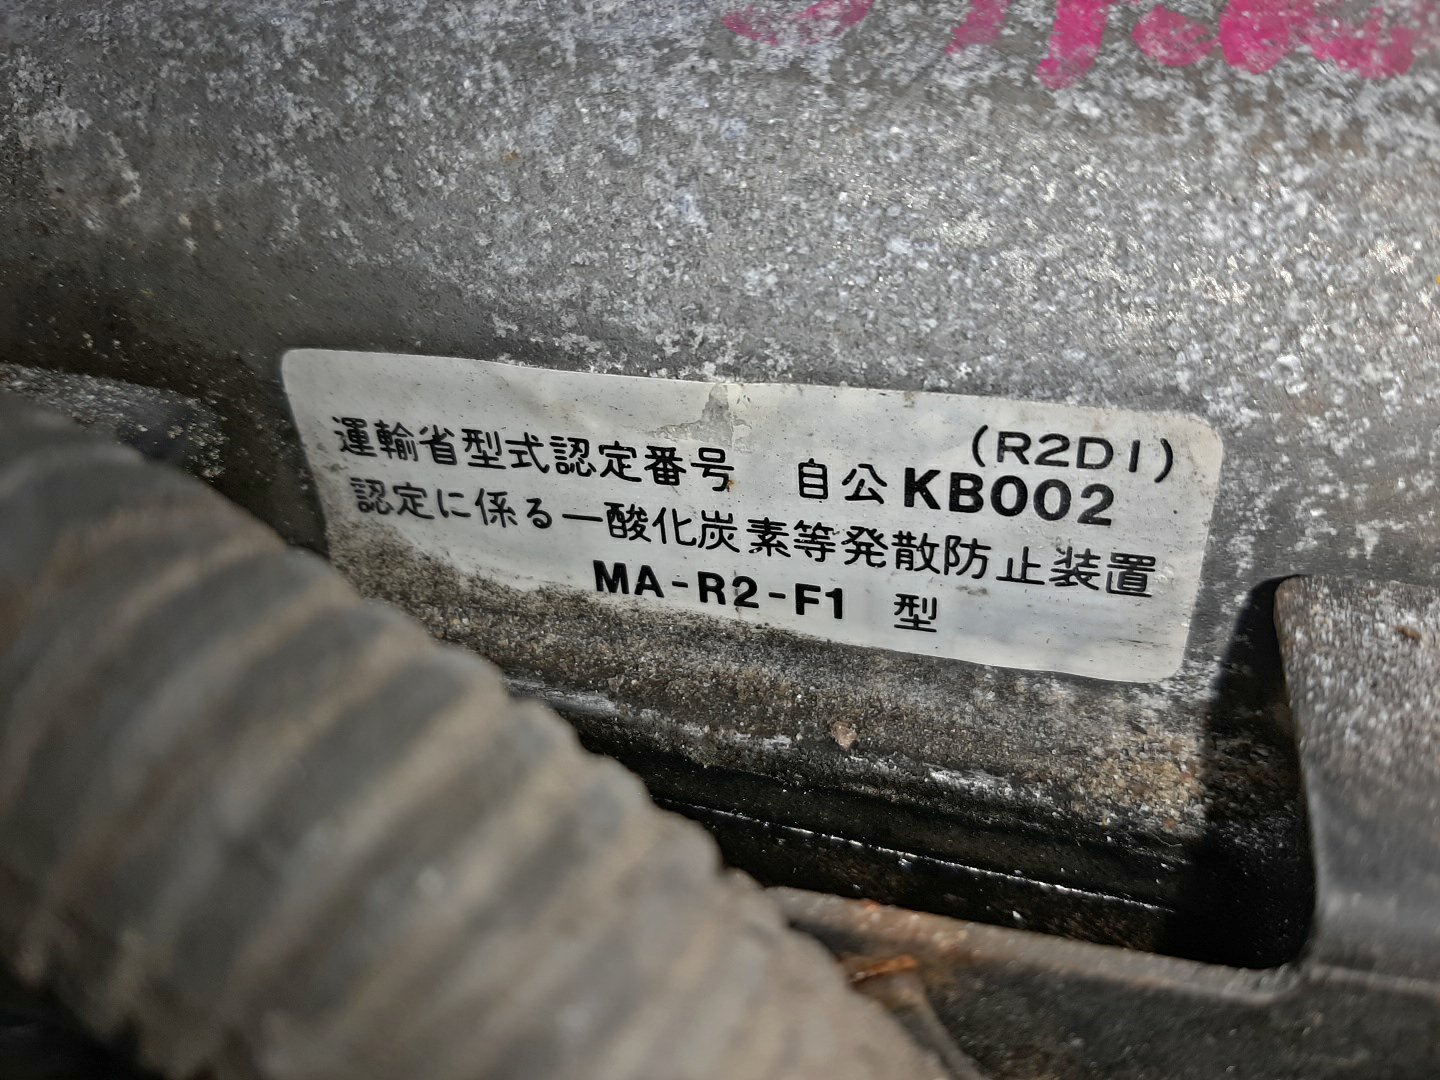 (R2D1)
運輸省型式認定番号 自公KB002
認定に係る一酸化炭素等発散防止装置
MA-R2-F1 型